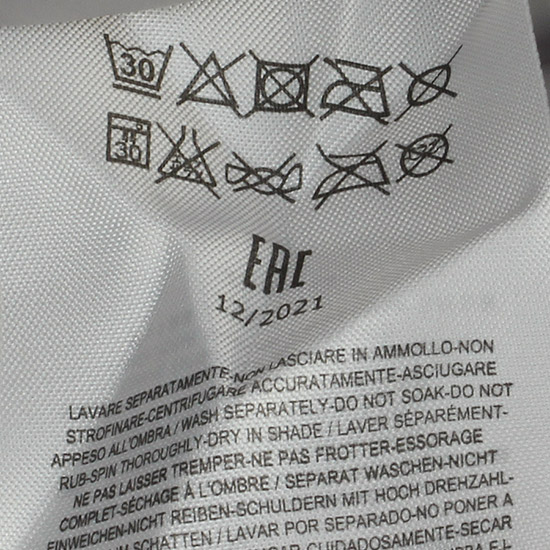 30
30
EAC
12/2021
LAVARE SEPARATAMENTE-NON LASCIARE IN AMMOLLO-NON
STROFINARE-CENTRIFUGARE ACCURATAMENTE-ASCIUGARE
APPESO ALL'OMBRA / WASH SEPARATELY-DO NOT SOAK-DO NOT
RUB-SPIN THOROUGHLY-DRY IN SHADE / LAVER SÉPARÉMENT-
NE PAS LAISSER TREMPER-NE PAS FROTTER-ESSORAGE
COMPLET-SÉCHAGE À L'OMBRE / SEPARAT WASCHEN-NICHT
EINWEICHEN-NICHT REIBEN-SCHULDERN MIT HOCH DREHZAHL-
IM SCHATTEN / LAVAR POR SEPARADO-NO PONER A
CUIDADOSAMENTE-SECAR